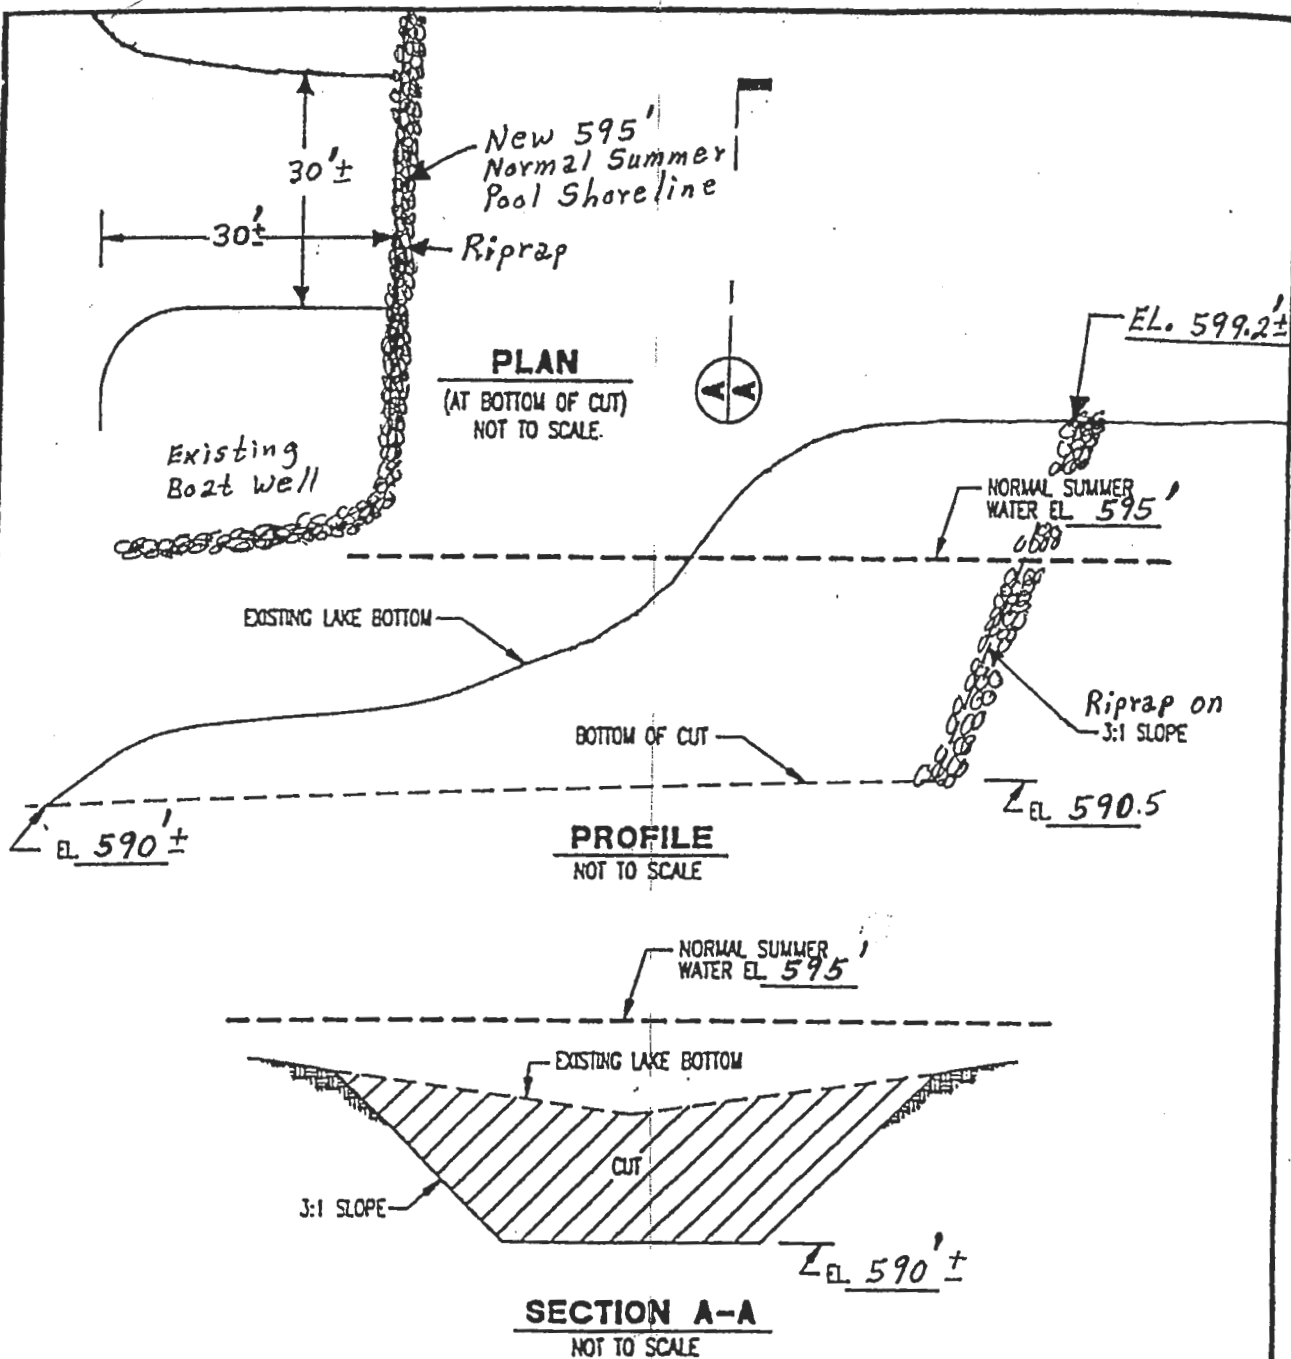 New 595'
Normal Summer
Pool Shoreline
30'±
30'±
Riprap
EL. 599.2'±
PLAN
(AT BOTTOM OF CUT)
NOT TO SCALE.
A A
Existing
Boat Well
NORMAL SUMMER
WATER EL. 595'
EXISTING LAKE BOTTOM
Riprap on
3:1 SLOPE
BOTTOM OF CUT
EL. 590.5
EL. 590'±
PROFILE
NOT TO SCALE
NORMAL SUMMER
WATER EL. 595'
EXISTING LAKE BOTTOM
CUT
3:1 SLOPE
EL. 590'±
SECTION A-A
NOT TO SCALE